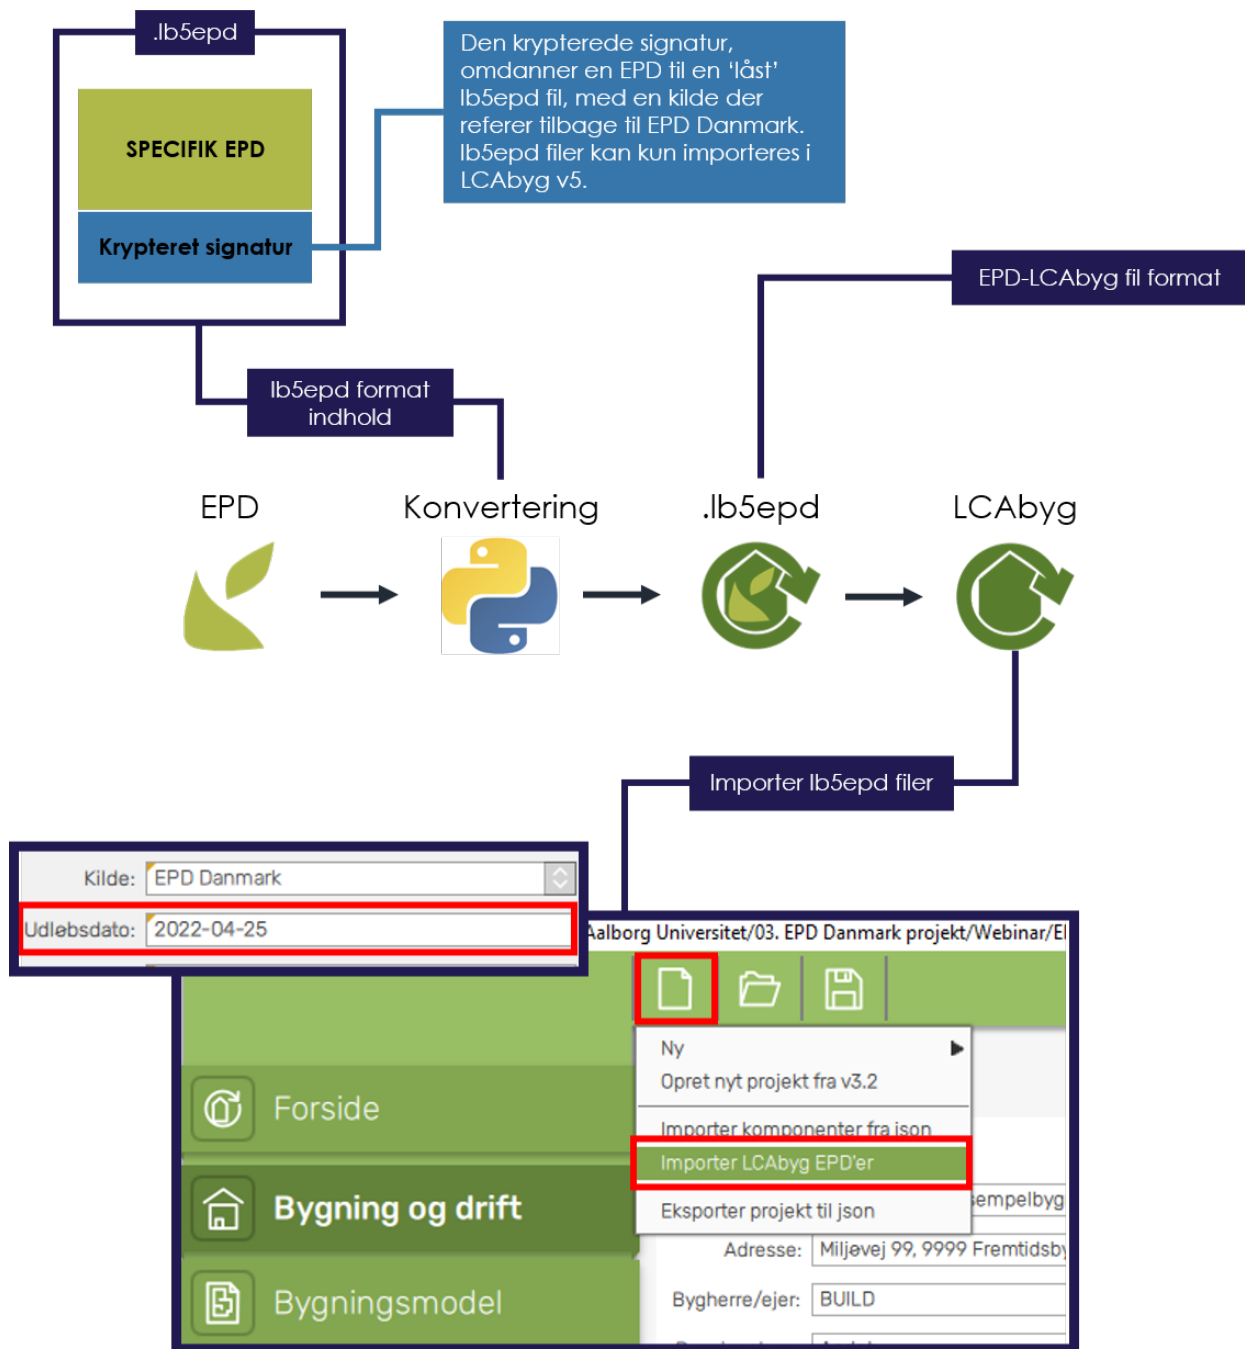 .lb5epd
SPECIFIK EPD
Krypteret signatur
Den krypterede signatur,
omdanner en EPD til en ‘låst’
lb5epd fil, med en kilde der
referer tilbage til EPD Danmark.
lb5epd filer kan kun importeres i
LCAbyg v5.
EPD-LCAbyg fil format
lb5epd format
indhold
EPD
Konvertering
.lb5epd
LCAbyg
Importer lb5epd filer
Kilde: EPD Danmark
Udløbsdato: 2022-04-25
Aalborg Universitet/03. EPD Danmark projekt/Webinar/
Ny
Opret nyt projekt fra v3.2
Importer komponenter fra json
Importer LCAbyg EPD'er
Eksporter projekt til json
Forside
Bygning og drift
Bygningsmodel
Adresse: Miljøvej 99, 9999 Fremtidsby
Bygherre/ejer: BUILD